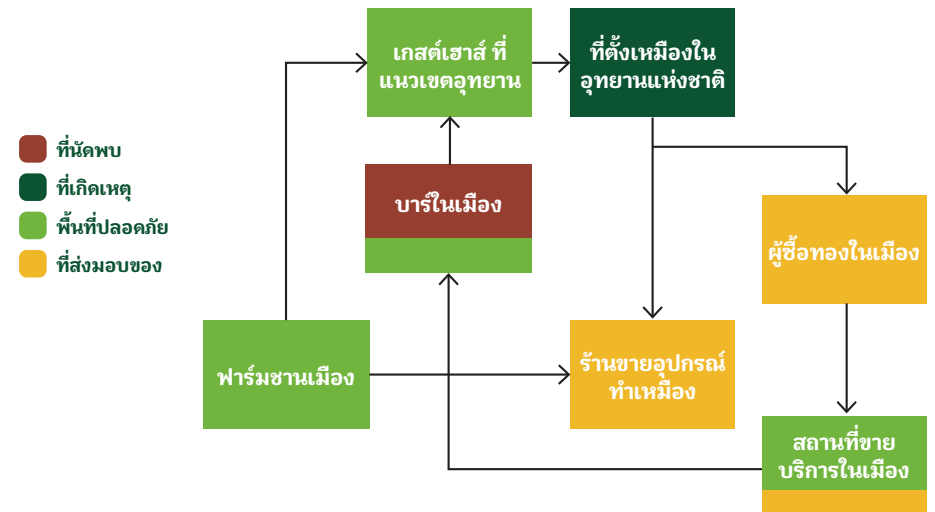 เกสต์เฮาส์ ที่
แนวเขตอุทยาน
ที่ตั้งเหมืองใน
อุทยานแห่งชาติ
ที่นัดพบ
ที่เกิดเหตุ
พื้นที่ปลอดภัย
ที่ส่งมอบของ
บาร์ในเมือง
ผู้ซื้อทองในเมือง
ฟาร์มชานเมือง
ร้านขายอุปกรณ์
ทำเหมือง
สถานที่ขาย
บริการในเมือง